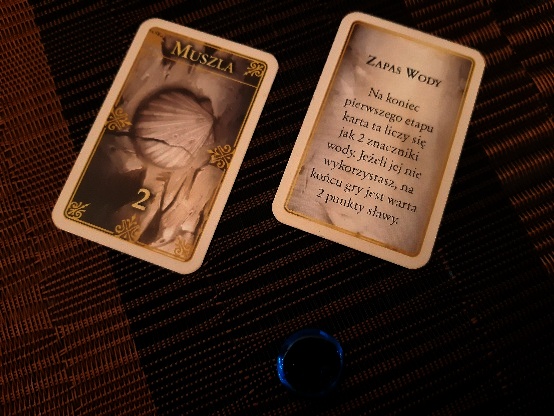 MUSZLA
2
ZAPAS WODY
Na koniec
pierwszego etapu
karta ta liczy się
jak 2 znaczniki
wody. Jeżeli jej nie
wykorzystasz, na
końcu gry jest warta
2 punkty sławy.